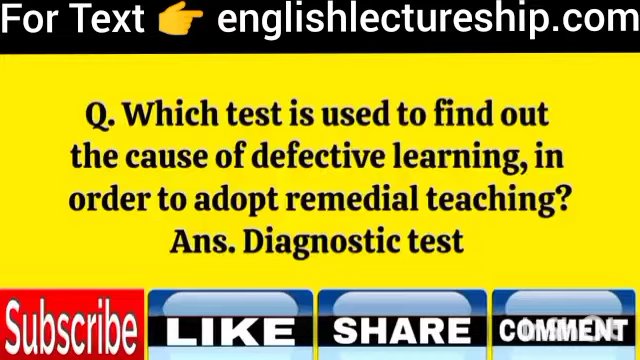 For Text 👉 englishlectureship.com
Q. Which test is used to find out
the cause of defective learning, in
order to adopt remedial teaching?
Ans. Diagnostic test
Subscribe LIKE SHARE COMMENT